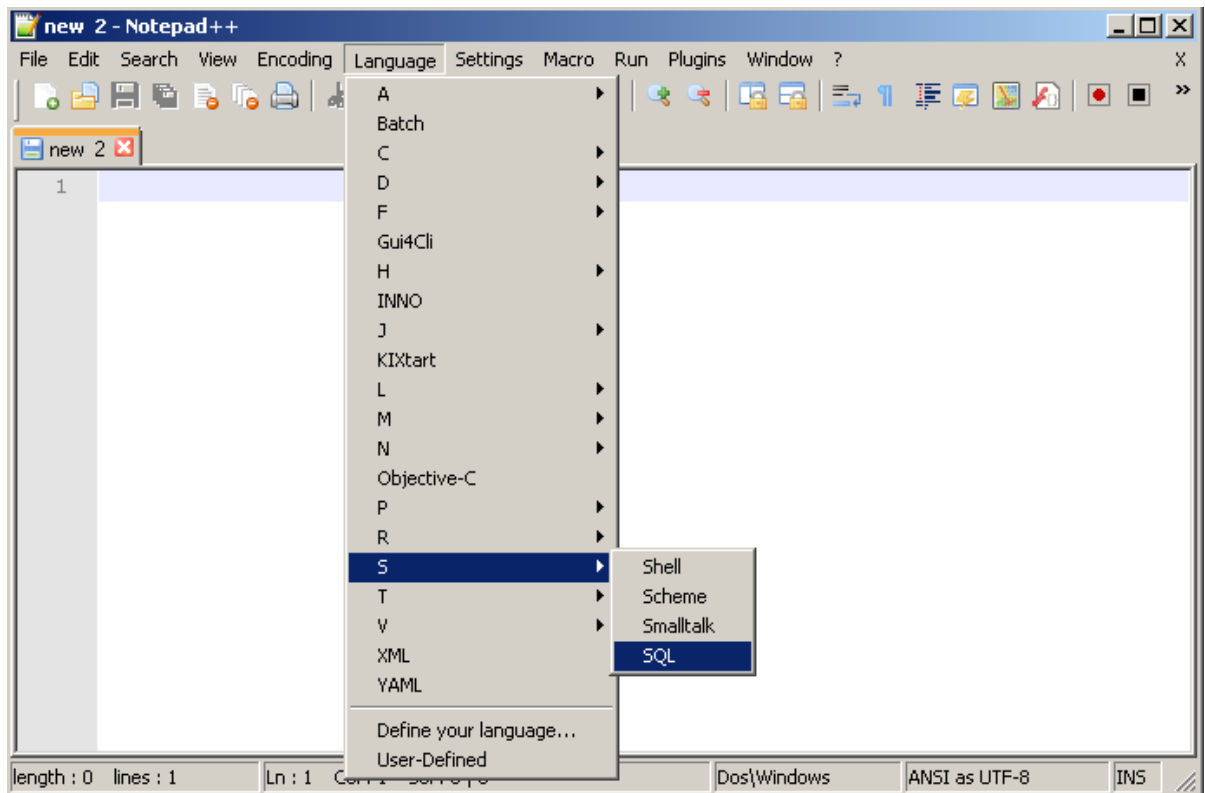 new 2 - Notepad++
File Edit Search View Encoding Language Settings Macro Run Plugins Window ? X
new 2
1
A
Batch
C
D
F
Gui4Cli
H
INNO
J
KIXtart
L
M
N
Objective-C
P
R
S
Shell
T
Scheme
V
Smalltalk
XML
SQL
YAML
Define your language...
User-Defined
length : 0 lines : 1 Ln : 1 Dos\Windows ANSI as UTF-8 INS